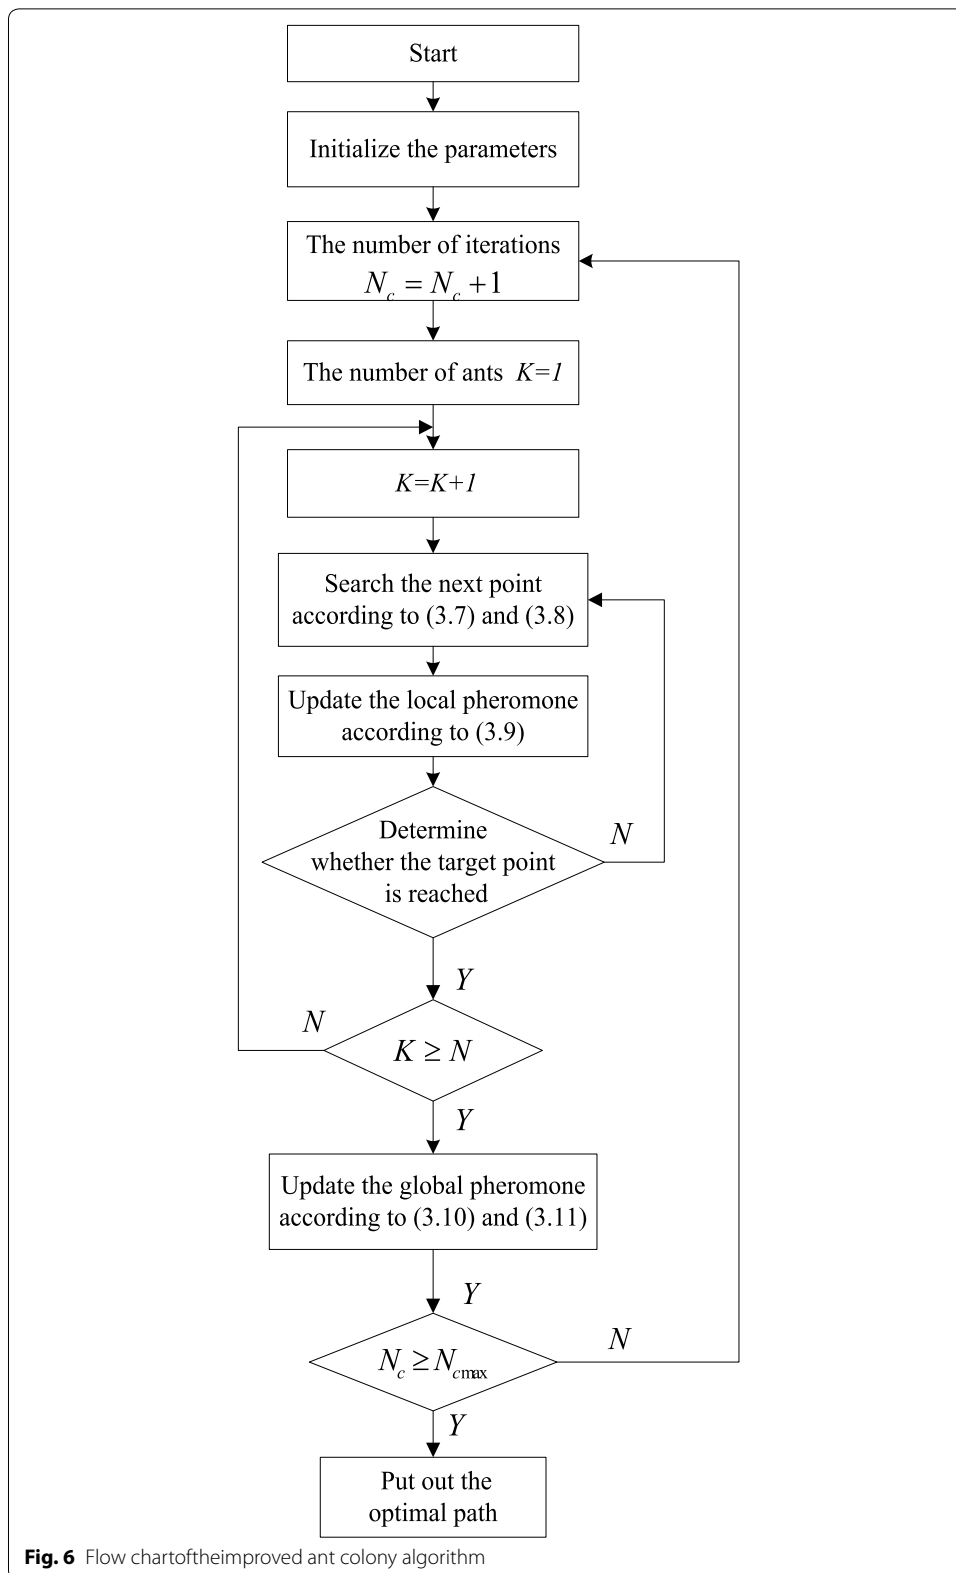 Start
Initialize the parameters
The number of iterations
N_c = N_c + 1
The number of ants K=1
K=K+1
Search the next point
according to (3.7) and (3.8)
Update the local pheromone
according to (3.9)
Determine
whether the target point
is reached
N
Y
N
K ≥ N
Y
Update the global pheromone
according to (3.10) and (3.11)
Y
N_c ≥ N_cmax
N
Y
Put out the
optimal path
Fig. 6 Flow chartoftheimproved ant colony algorithm